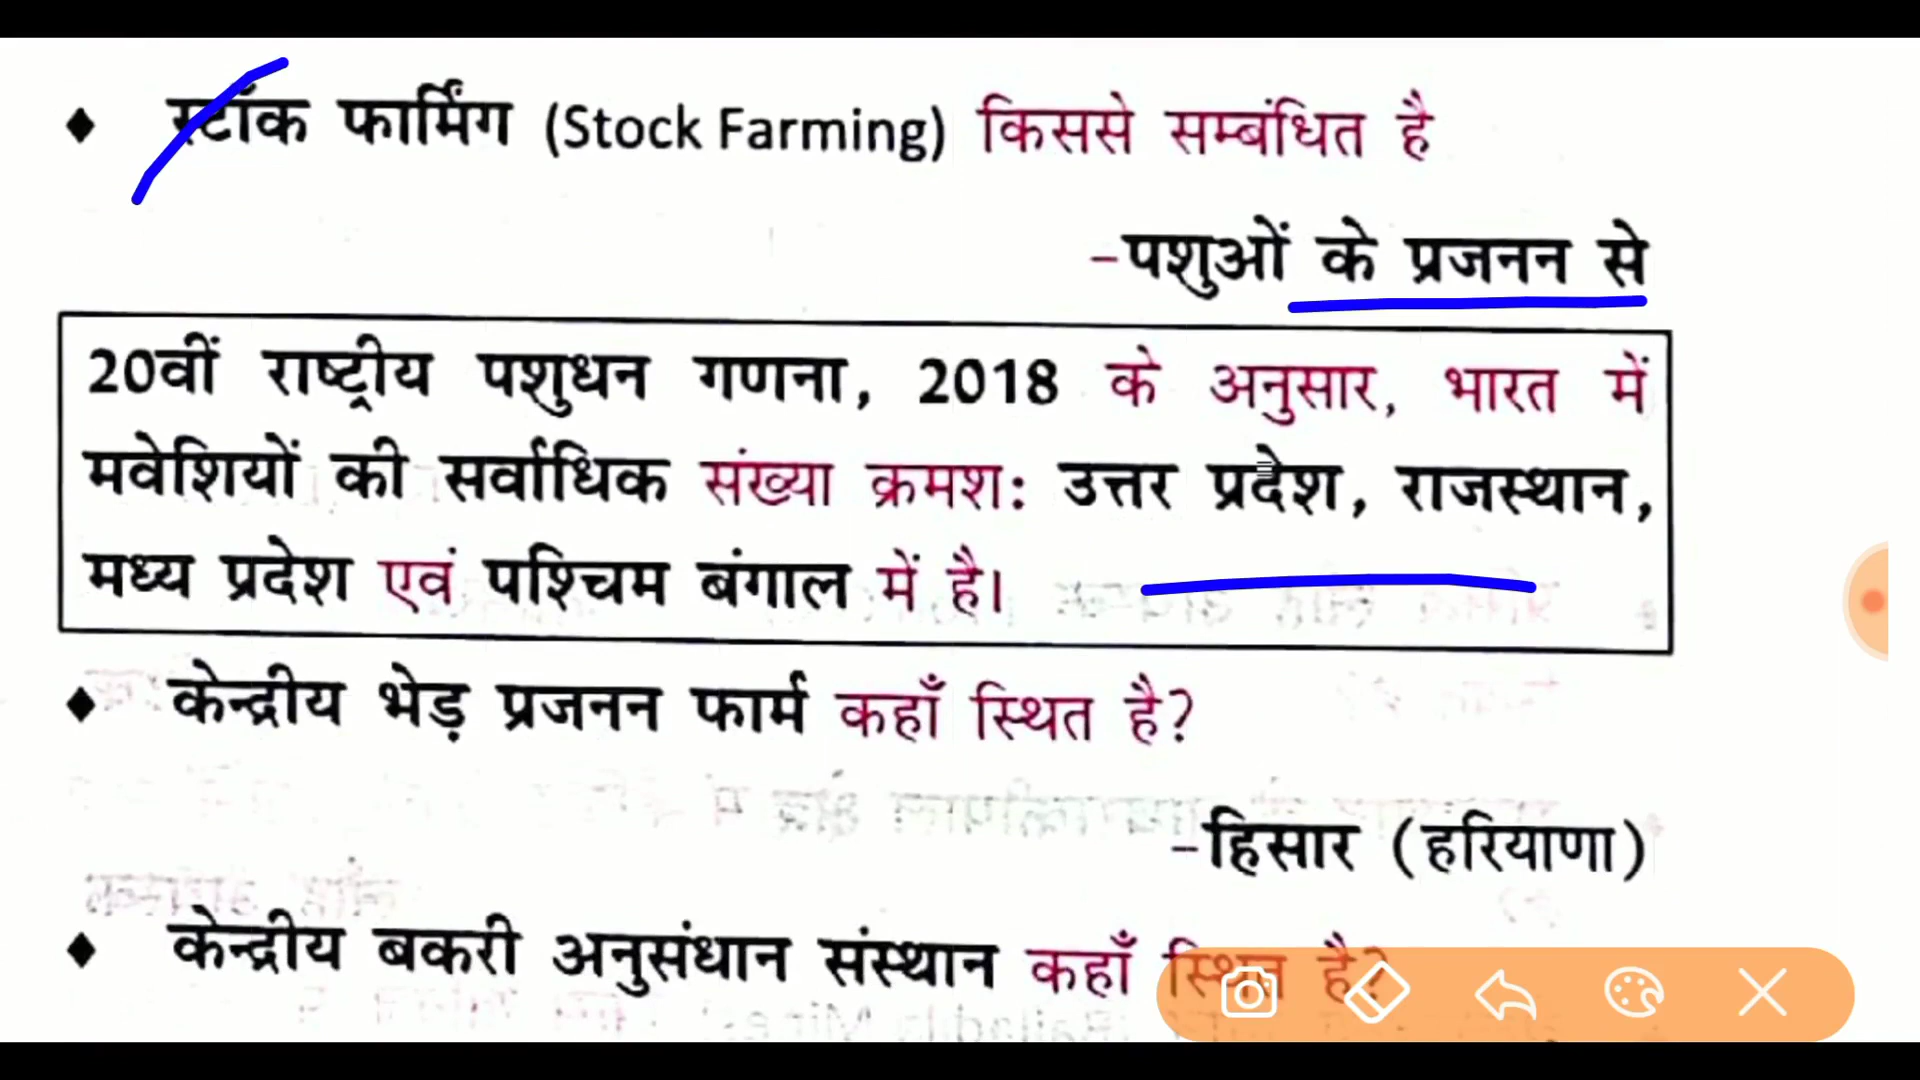 ♦ स्टॉक फार्मिंग (Stock Farming) किससे सम्बंधित है
-पशुओं के प्रजनन से
20वीं राष्ट्रीय पशुधन गणना, 2018 के अनुसार, भारत में
मवेशियों की सर्वाधिक संख्या क्रमश: उत्तर प्रदेश, राजस्थान,
मध्य प्रदेश एवं पश्चिम बंगाल में है।
♦ केन्द्रीय भेड़ प्रजनन फार्म कहाँ स्थित है?
-हिसार (हरियाणा)
♦ केन्द्रीय बकरी अनुसंधान संस्थान कहाँ स्थित है?